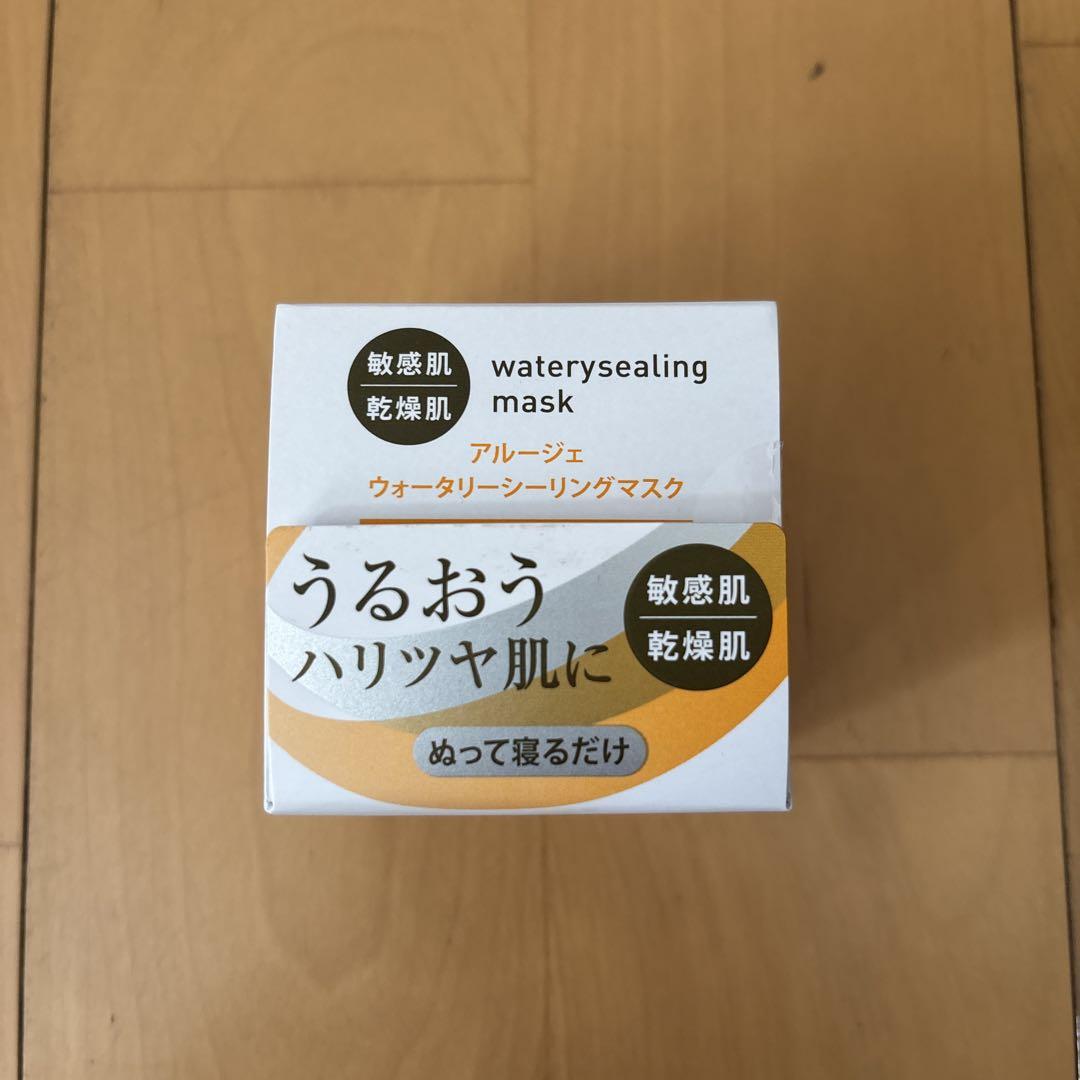 敏感肌
乾燥肌
waterysealing
mask
アルージェ
ウォータリーシーリングマスク
うるおう
ハリツヤ肌に
敏感肌
乾燥肌
ぬって寝るだけ